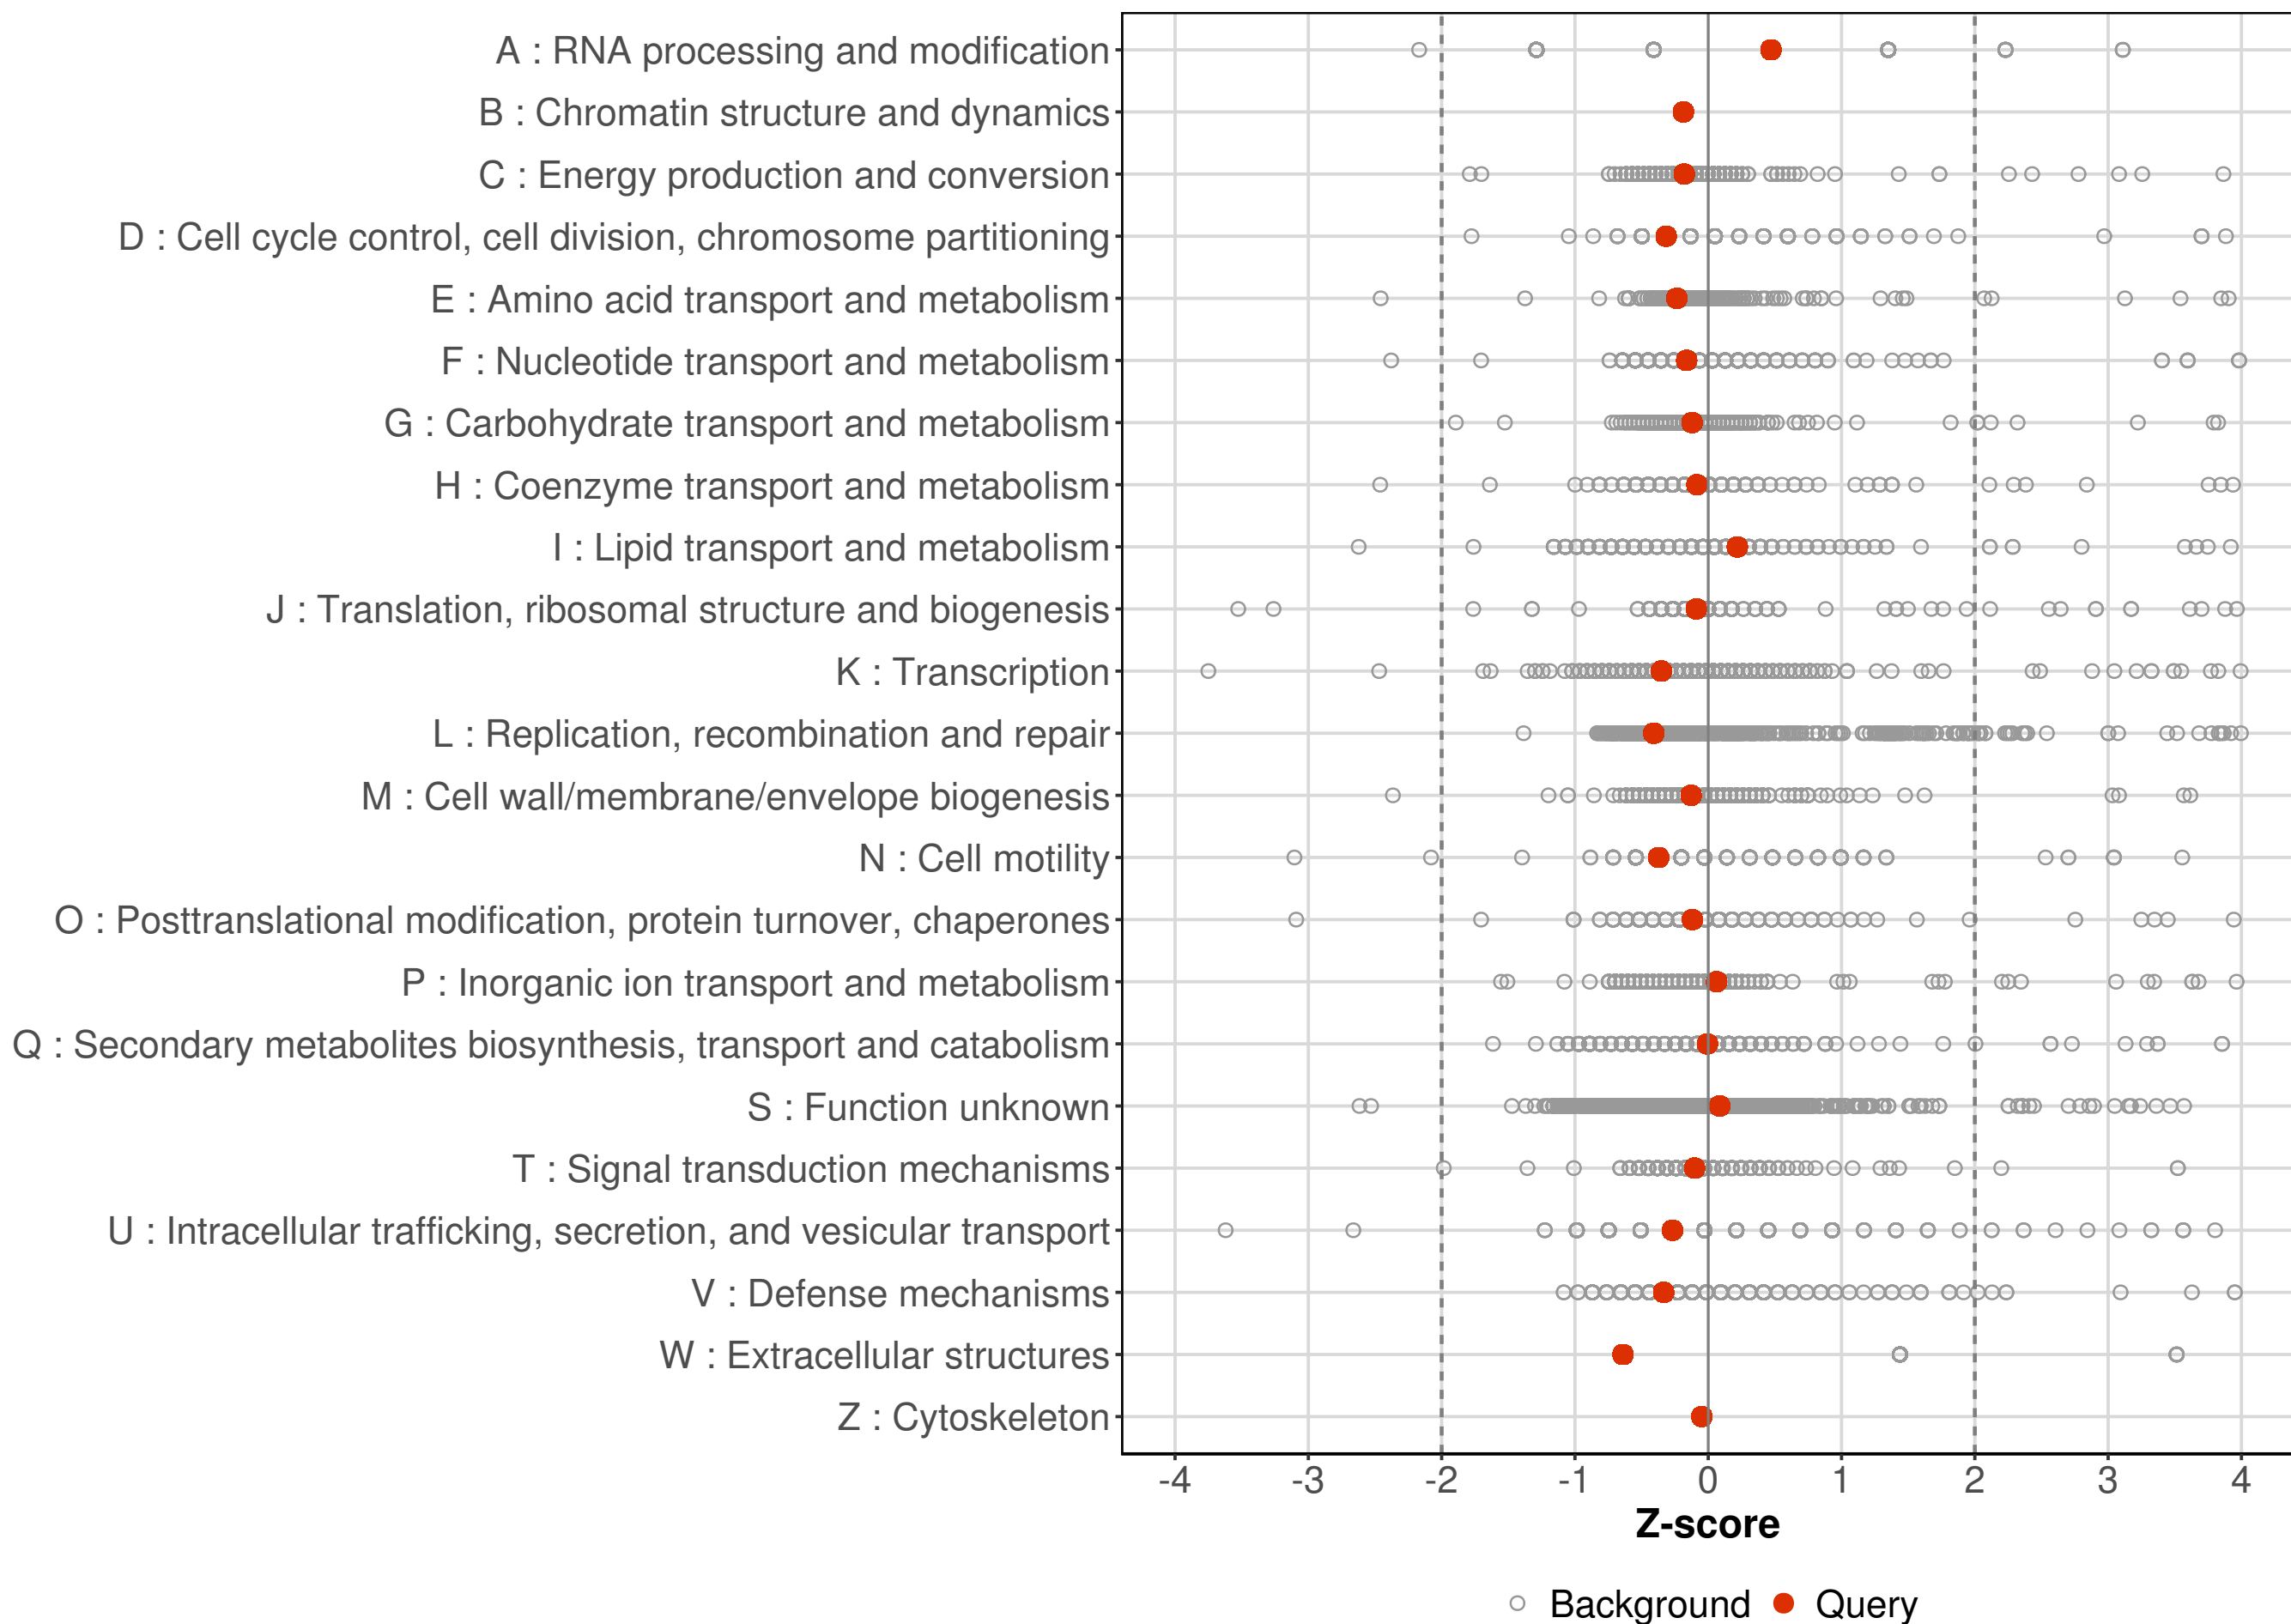 A : RNA processing and modification
B : Chromatin structure and dynamics
C : Energy production and conversion
D : Cell cycle control, cell division, chromosome partitioning
E : Amino acid transport and metabolism
F : Nucleotide transport and metabolism
G : Carbohydrate transport and metabolism
H : Coenzyme transport and metabolism
I : Lipid transport and metabolism
J : Translation, ribosomal structure and biogenesis
K : Transcription
L : Replication, recombination and repair
M : Cell wall/membrane/envelope biogenesis
N : Cell motility
O : Posttranslational modification, protein turnover, chaperones
P : Inorganic ion transport and metabolism
Q : Secondary metabolites biosynthesis, transport and catabolism
S : Function unknown
T : Signal transduction mechanisms
U : Intracellular trafficking, secretion, and vesicular transport
V : Defense mechanisms
W : Extracellular structures
Z : Cytoskeleton
-4 -3 -2 -1 0 1 2 3 4
Z-score
Background Query